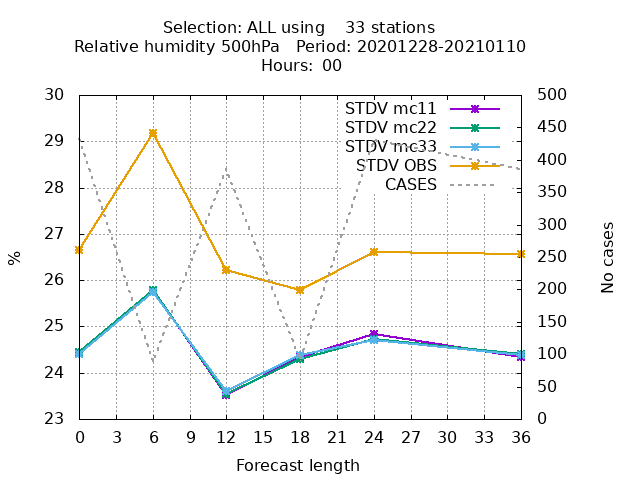 Selection: ALL using    33 stations
Relative humidity 500hPa   Period: 20201228-20210110
Hours: 00
30
29
28
27
26
25
24
23
%
500
450
400
350
300
250
200
150
100
50
0
No cases
STDV mc11
STDV mc22
STDV mc33
STDV OBS
CASES
0 3 6 9 12 15 18 21 24 27 30 33 36
Forecast length